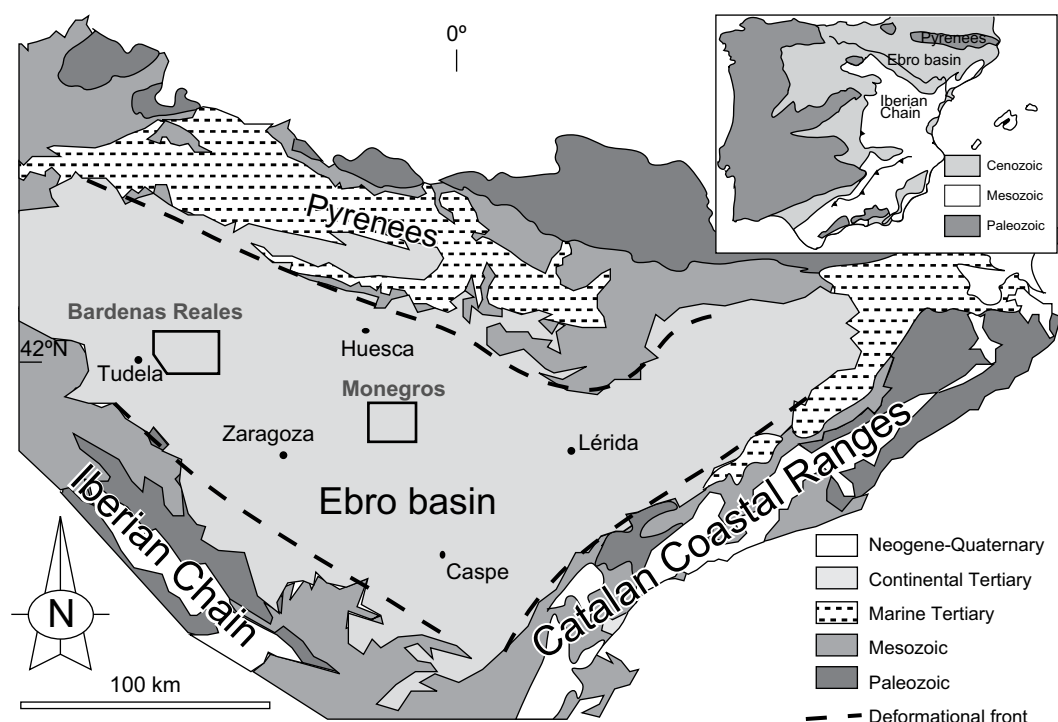 0º
Pyrenees
Ebro basin
Iberian
Chain
Cenozoic
Mesozoic
Paleozoic
Pyrenees
Bardenas Reales
42ºN
Tudela
Huesca
Monegros
Zaragoza
Lérida
Ebro basin
Caspe
Iberian Chain
Catalan Coastal Ranges
N
100 km
Neogene-Quaternary
Continental Tertiary
Marine Tertiary
Mesozoic
Paleozoic
Deformational front